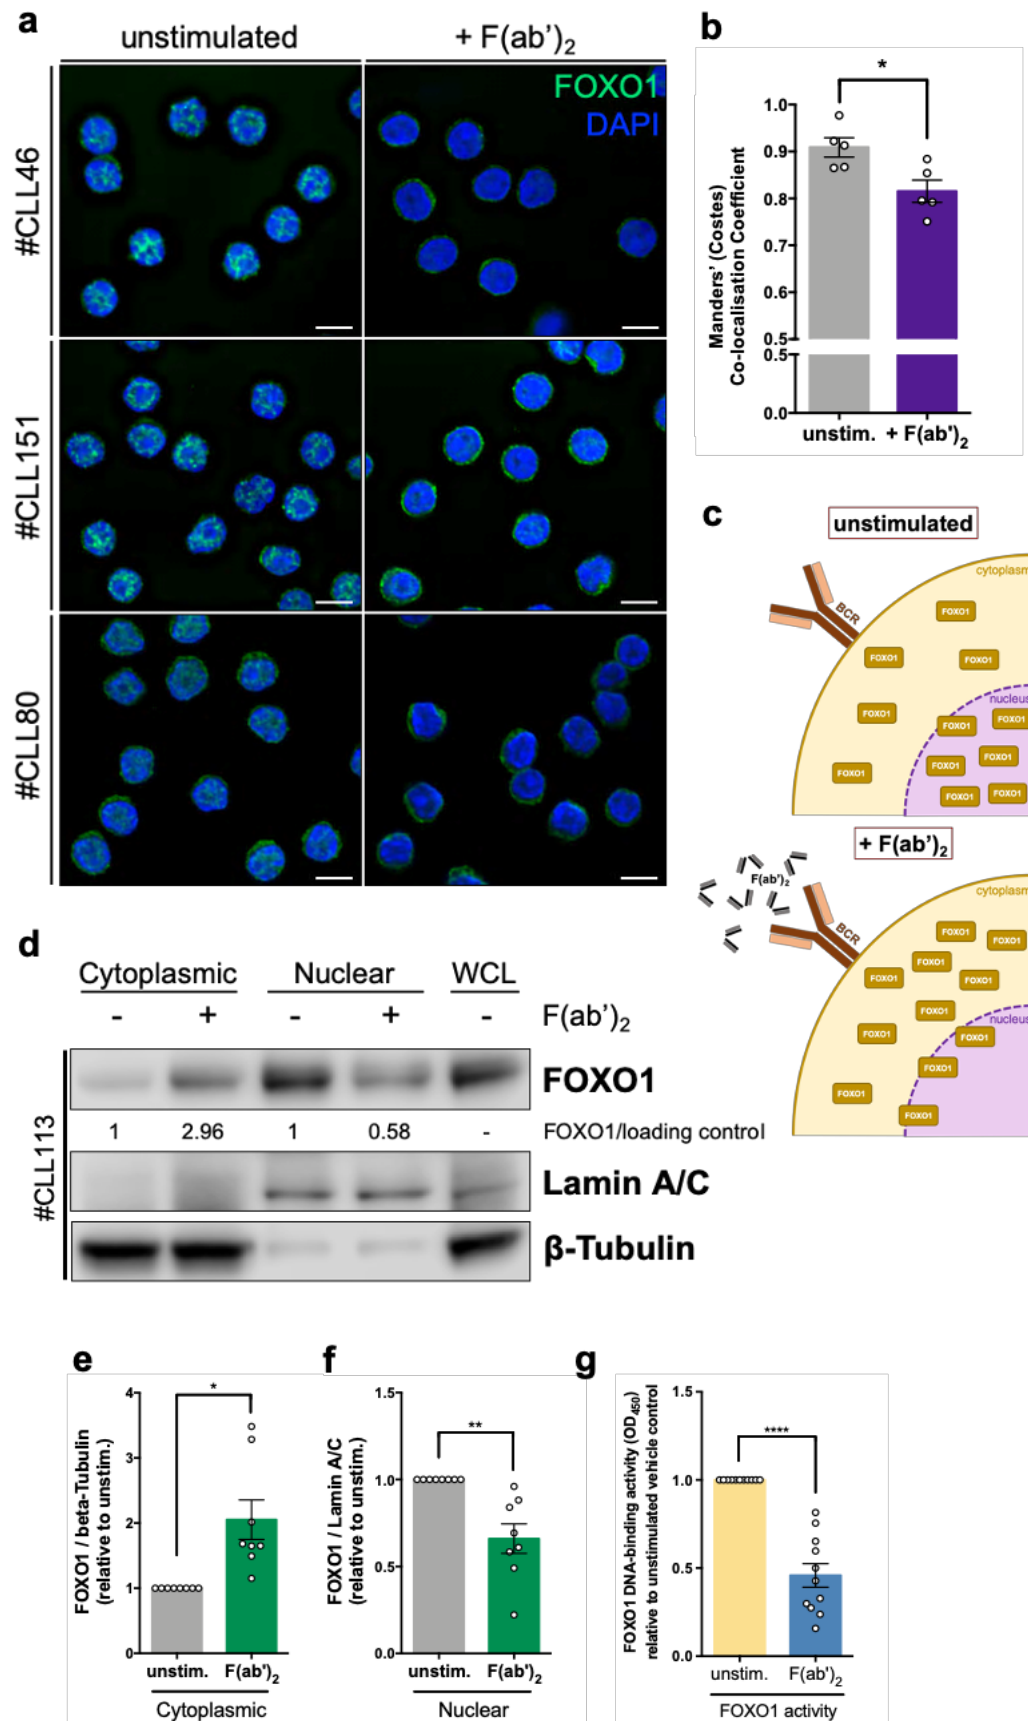 a
unstimulated
+ F(ab')₂
#CLL46
FOXO1
DAPI
#CLL151
#CLL80
b
*
Manders' (Costes)
Co-localisation Coefficient
1.0
0.9
0.8
0.7
0.6
0.5
0.5
0.0
unstim.
+ F(ab')₂
c
unstimulated
cytoplasm
BCR
FOXO1
FOXO1
FOXO1
FOXO1
FOXO1
nucleus
FOXO1
FOXO1
FOXO1
FOXO1
FOXO1
FOXO1
+ F(ab')₂
F(ab')₂
cytoplasm
BCR
FOXO1
FOXO1
FOXO1
FOXO1
FOXO1
FOXO1
FOXO1
FOXO1
nucleus
FOXO1
FOXO1
FOXO1
d
Cytoplasmic Nuclear WCL
- + - + - F(ab')₂
#CLL113
FOXO1
1 2.96 1 0.58 - FOXO1/loading control
Lamin A/C
β-Tubulin
e
FOXO1 / beta-Tubulin
(relative to unstim.)
4
3
2
1
0
*
unstim. F(ab')₂
Cytoplasmic
f
FOXO1 / Lamin A/C
(relative to unstim.)
1.5
1.0
0.5
0.0
**
unstim. F(ab')₂
Nuclear
g
FOXO1 DNA-binding activity (OD₄₅₀)
relative to unstimulated vehicle control
1.5
1.0
0.5
0.0
****
unstim. F(ab')₂
FOXO1 activity